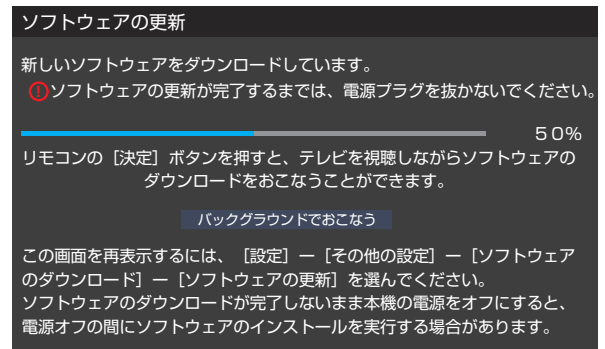 ソフトウェアの更新
新しいソフトウェアをダウンロードしています。
!ソフトウェアの更新が完了するまでは、電源プラグを抜かないでください。
50%
リモコンの［決定］ボタンを押すと、テレビを視聴しながらソフトウェアの
ダウンロードをおこなうことができます。
バックグラウンドでおこなう
この画面を再表示するには、［設定］ー［その他の設定］ー［ソフトウェア
のダウンロード］ー［ソフトウェアの更新］を選んでください。
ソフトウェアのダウンロードが完了しないまま本機の電源をオフにすると、
電源オフの間にソフトウェアのインストールを実行する場合があります。